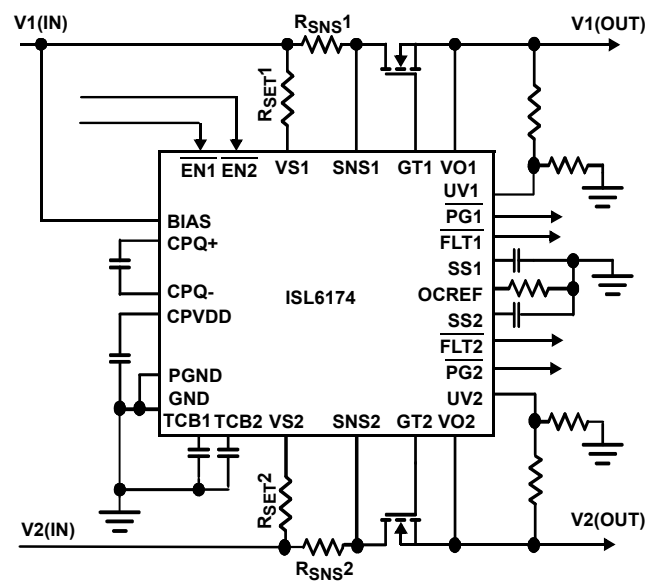 V1(IN)
RSNS1
V1(OUT)
RSET1
EN1 EN2 VS1 SNS1 GT1 VO1
UV1
PG1
BIAS
FLT1
CPQ+
SS1
CPQ-
ISL6174
OCREF
CPVDD
SS2
FLT2
PGND
PG2
GND
UV2
TCB1 TCB2 VS2 SNS2 GT2 VO2
RSET2
V2(IN)
V2(OUT)
RSNS2